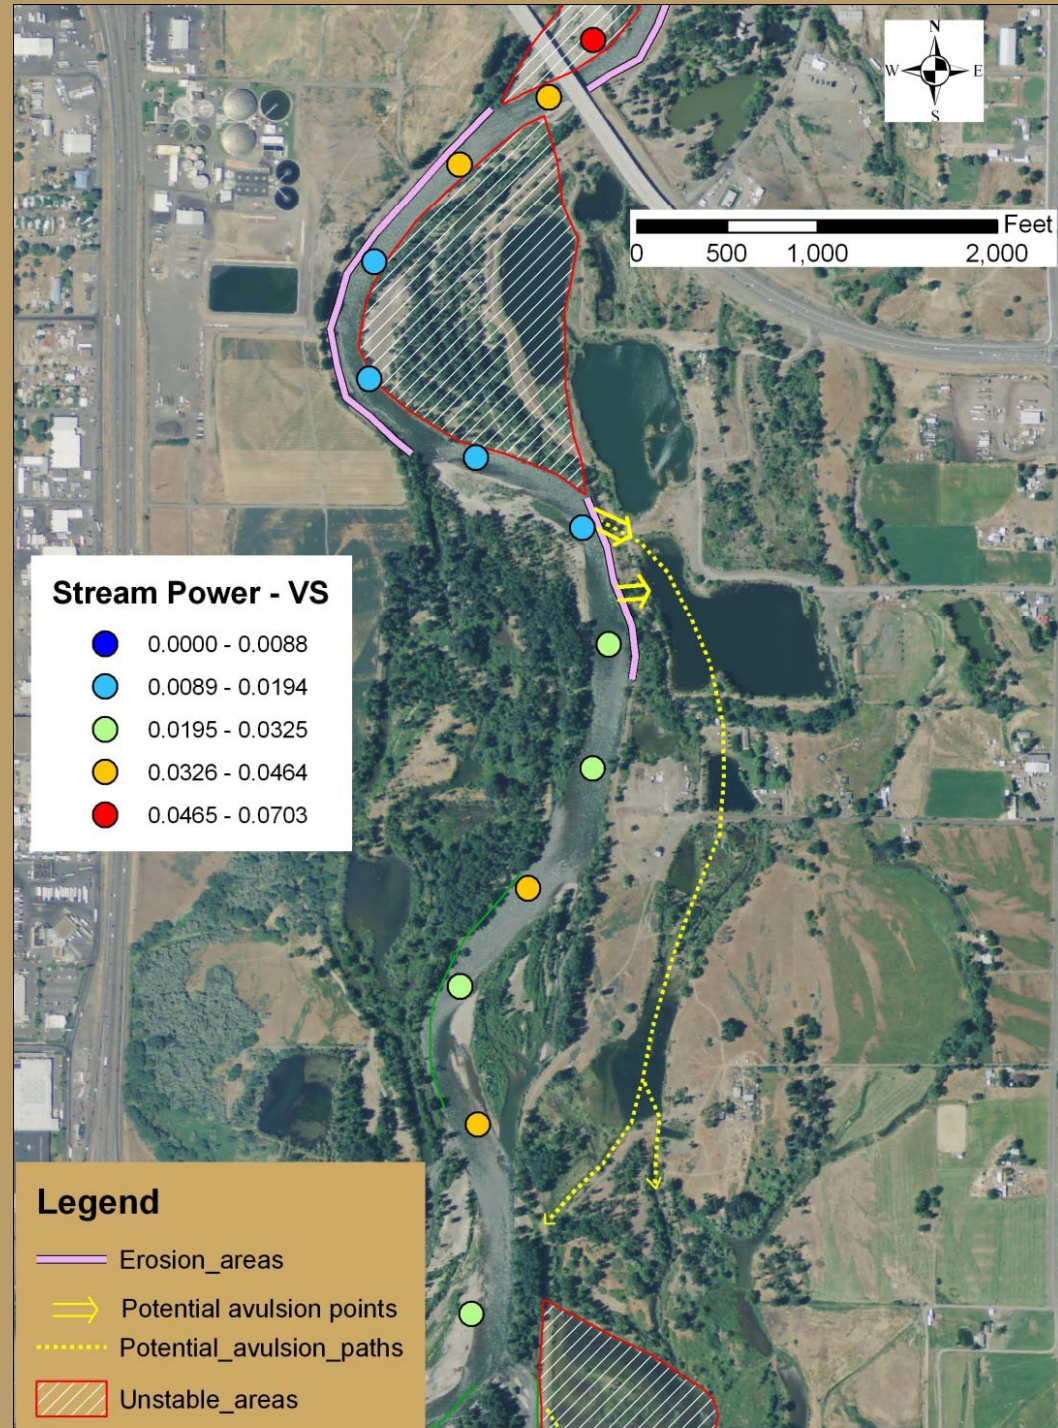 N
W E
S
Feet
0 500 1,000 2,000
Stream Power - VS
0.0000 - 0.0088
0.0089 - 0.0194
0.0195 - 0.0325
0.0326 - 0.0464
0.0465 - 0.0703
Legend
Erosion_areas
Potential avulsion points
Potential_avulsion_paths
Unstable_areas